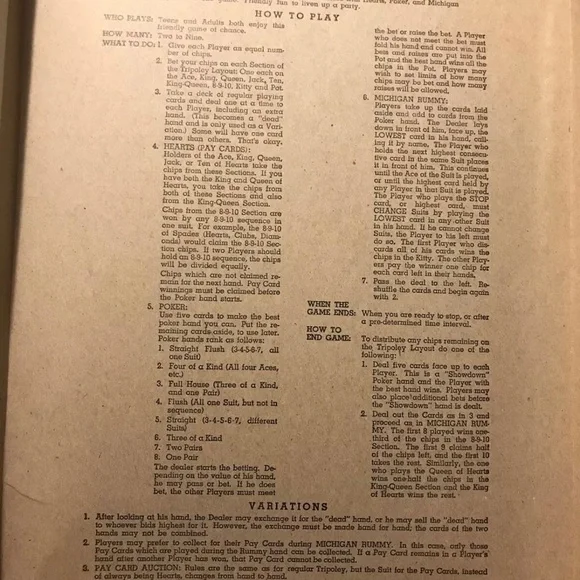 Friendly fun to liven up a party.
HOW TO PLAY
WHO PLAYS: Teens and Adults both enjoy this
friendly game of chance.
HOW MANY: Two to Nine.
WHAT TO DO: 1. Give each Player an equal num-
ber of chips.
2. Bet your chips on each Section of
the Tripoley Layout: One each on
the Ace, King, Queen, Jack, Ten,
King-Queen, 8-9-10, Kitty and Pot.
3. Take a deck of regular playing
cards and deal one at a time to
each Player, including an extra
hand. (This becomes a "dead"
hand and is only used as a Vari-
ation.) Some will have one card
more than others. That's okay.
4. HEARTS (PAY CARDS):
Holders of the Ace, King, Queen,
Jack, or Ten of Hearts take the
chips from these Sections. If you
have both the King and Queen of
Hearts, you take the chips from
both of these Sections and also
from the King-Queen Section.
Chips from the 8-9-10 Section are
won by any 8-9-10 sequence in
one suit. For example, the 8-9-10
of Spades (Hearts, Clubs, Diam-
onds) would claim the 8-9-10 Sec-
tion chips. If two Players should
hold an 8-9-10 sequence, the chips
will be divided equally.
Chips which are not claimed re-
main for the next hand. Pay Card
winnings must be claimed before
the Poker hand starts.
5. POKER:
Use five cards to make the best
poker hand you can. Put the re-
maining cards aside, to use later.
Poker hands rank as follows:
1. Straight Flush (3-4-5-6-7, all
one Suit)
2. Four of a Kind (All four Aces,
etc.)
3. Full House (Three of a Kind,
and one Pair)
4. Flush (All one Suit, but not in
sequence)
5. Straight (3-4-5-6-7, different
Suits)
6. Three of a Kind
7. Two Pairs
8. One Pair
The dealer starts the betting. De-
pending on the value of his hand,
he may pass or bet. If he does
bet, the other Players must meet
the bet or raise the bet. A Player
who does not meet the bet must
fold his hand and cannot win. All
bets and raises are put into the
Pot and the best hand wins all the
chips in the Pot. Players may
wish to set limits of how many
chips may be bet and how many
raises will be allowed.
6. MICHIGAN RUMMY:
Players take up the cards laid
aside and add to cards from the
Poker hand. The Dealer lays
down in front of him, face up, the
LOWEST card in his hand, call-
ing it by name. The Player who
holds the next highest consecu-
tive card in the same Suit places
it in front of him. This continues
until the Ace of the Suit is played,
or until the highest card held by
any Player in that Suit is played.
The Player who plays the STOP
card, or highest card, must
CHANGE Suits by playing the
LOWEST card in any other Suit
in his hand. If he cannot change
Suits, the Player to his left must
do so. The first Player who dis-
cards all of his cards wins the
chips in the Kitty. The other Play-
ers pay the winner one chip for
each card left in their hands.
7. Pass the deal to the left. Re-
shuffle the cards and begin again
with 2.
WHEN THE
GAME ENDS: When you are ready to stop, or after
a pre-determined time interval.
HOW TO
END GAME: To distribute any chips remaining
on the Tripoley Layout do one of the
following:
1. Deal five cards face up to each
Player. This is a "Showdown"
Poker hand and the Player with
the best hand wins. Players may
also place additional bets before
the "Showdown" hand is dealt.
2. Deal out the Cards as in 3 and
proceed as in MICHIGAN RUM-
MY. The first 8 played wins one-
third of the chips in the 8-9-10
Section. The first 9 claims half
of the chips left, and the first 10
takes the rest. Similarly, the one
who plays the Queen of Hearts
wins one-half the chips in the
King-Queen Section and the King
of Hearts wins the rest.
VARIATIONS
1. After looking at his hand, the Dealer may exchange it for the "dead" hand, or he may sell the "dead" hand
to whoever bids highest for it. However, the exchange must be made hand for hand; the cards of the two
hands may not be combined.
2. Players may prefer to collect for their Pay Cards during MICHIGAN RUMMY. In this case, only those
Pay Cards which are played during the Rummy hand can be collected. If a Pay Card remains in a Player's
hand after another Player has won, that Pay Card cannot be collected.
3. PAY CARD AUCTION: Rules are the same as for regular Tripoley, but the Suit for the Pay Cards, instead
of always being Hearts, changes from hand to hand.